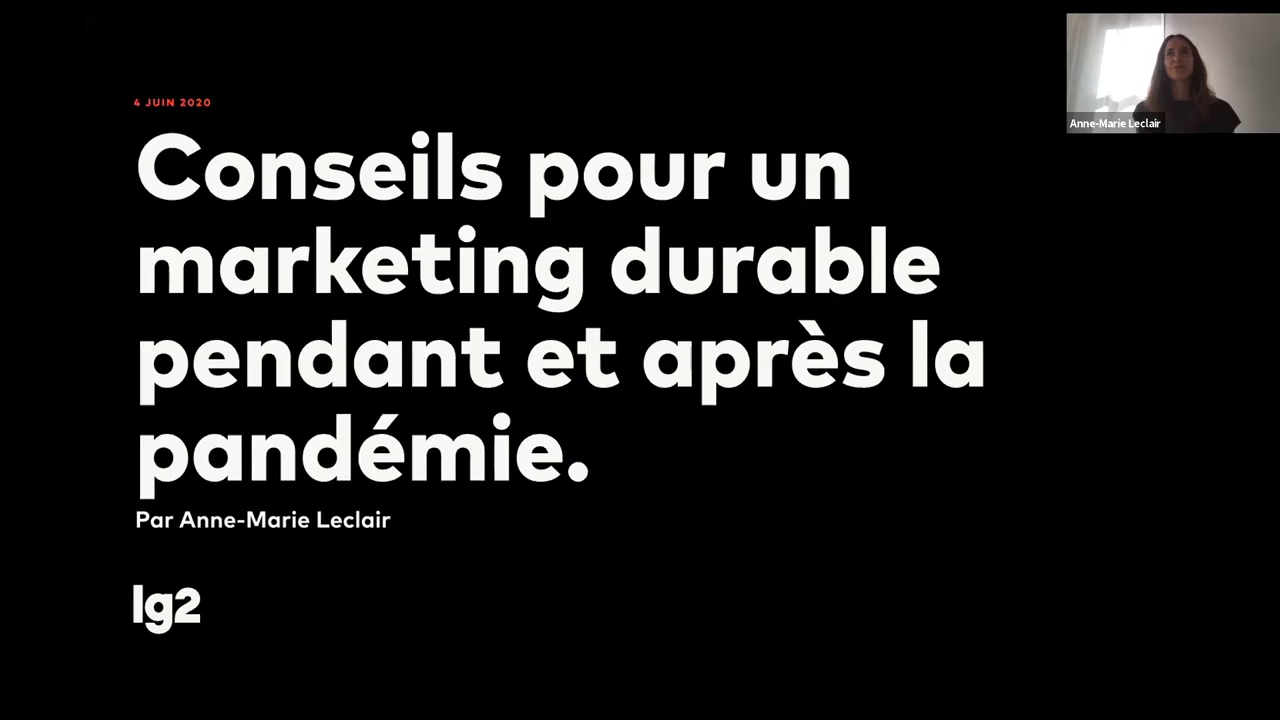 4 JUIN 2020
Conseils pour un
marketing durable
pendant et après la
pandémie.
Par Anne-Marie Leclair
lg2
Anne-Marie Leclair